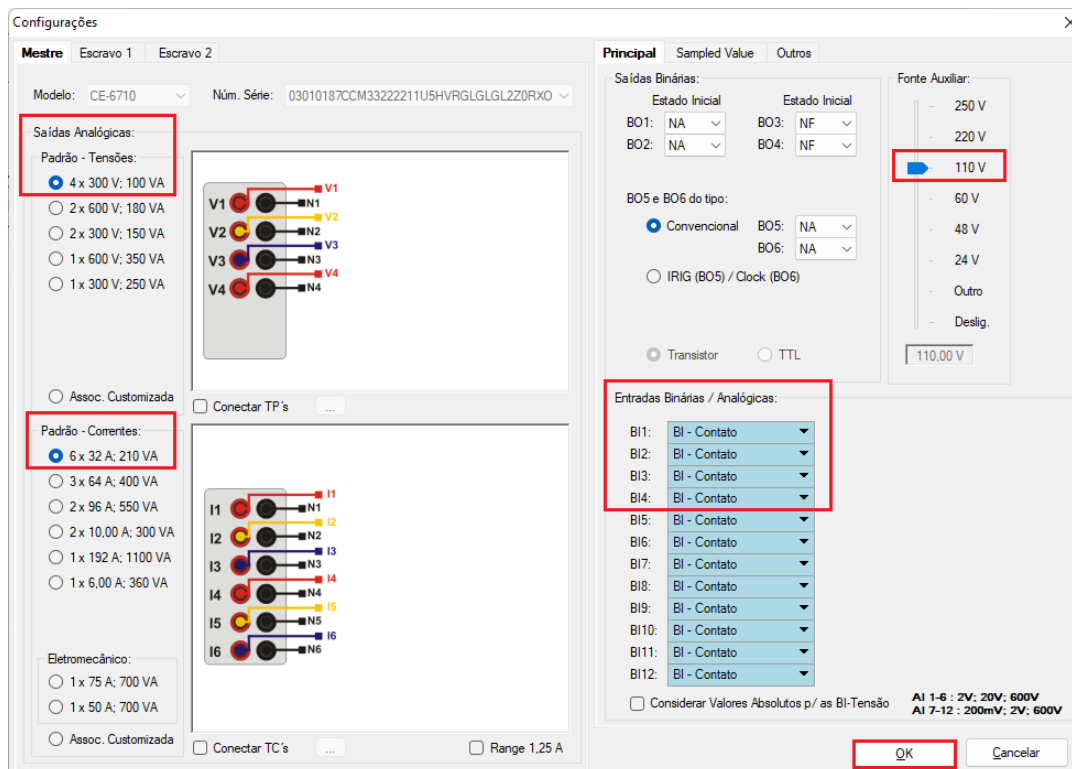 Configurações
Mestre Escravo 1 Escravo 2
Modelo: CE-6710 Núm. Série: 03010187CCM33222211U5HVRGLGLGL2Z0RXO
Saídas Analógicas:
Padrão - Tensões:
4 x 300 V; 100 VA
2 x 600 V; 180 VA
2 x 300 V; 150 VA
1 x 600 V; 350 VA
1 x 300 V; 250 VA
Assoc. Customizada
V1 V1
N1
V2 V2
N2
V3 V3
N3
V4 V4
N4
Conectar TP´s ...
Padrão - Correntes:
6 x 32 A; 210 VA
3 x 64 A; 400 VA
2 x 96 A; 550 VA
2 x 10,00 A; 300 VA
1 x 192 A; 1100 VA
1 x 6,00 A; 360 VA
Eletromecânico:
1 x 75 A; 700 VA
1 x 50 A; 700 VA
Assoc. Customizada
I1 I1
N1
I2 I2
N2
I3 I3
N3
I4 I4
N4
I5 I5
N5
I6 I6
N6
Conectar TC´s ... Range 1,25 A
Principal Sampled Value Outros
Saídas Binárias:
Estado Inicial Estado Inicial
BO1: NA BO3: NF
BO2: NA BO4: NF
BO5 e BO6 do tipo:
Convencional BO5: NA
BO6: NA
IRIG (BO5) / Clock (BO6)
Transistor TTL
Fonte Auxiliar:
250 V
220 V
110 V
60 V
48 V
24 V
Outro
Deslig.
110,00 V
Entradas Binárias / Analógicas:
BI1: BI - Contato
BI2: BI - Contato
BI3: BI - Contato
BI4: BI - Contato
BI5: BI - Contato
BI6: BI - Contato
BI7: BI - Contato
BI8: BI - Contato
BI9: BI - Contato
BI10: BI - Contato
BI11: BI - Contato
BI12: BI - Contato
Considerar Valores Absolutos p/ as BI-Tensão
AI 1-6 : 2V; 20V; 600V
AI 7-12 : 200mV; 2V; 600V
OK Cancelar